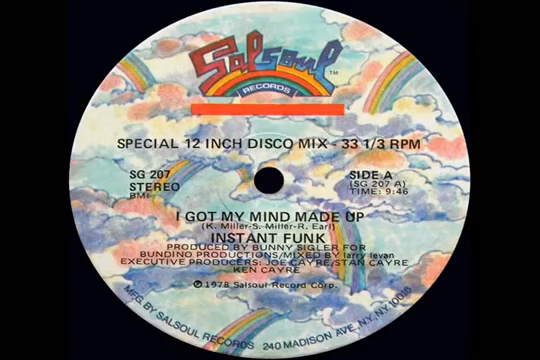 Salsoul TM
RECORDS
SPECIAL 12 INCH DISCO MIX - 33 1/3 RPM
SG 207
STEREO
BMI
SIDE A
(SG 207 A)
TIME: 9:46
I GOT MY MIND MADE UP
(K. Miller-S. Miller-R. Earl)
INSTANT FUNK
PRODUCED BY BUNNY SIGLER FOR
BUNDINO PRODUCTIONS/MIXED BY larry levan
EXECUTIVE PRODUCERS: JOE CAYRE/STAN CAYRE
KEN CAYRE
℗ 1978 Salsoul Record Corp.
MFG. BY SALSOUL RECORDS 240 MADISON AVE, NY, NY 10016